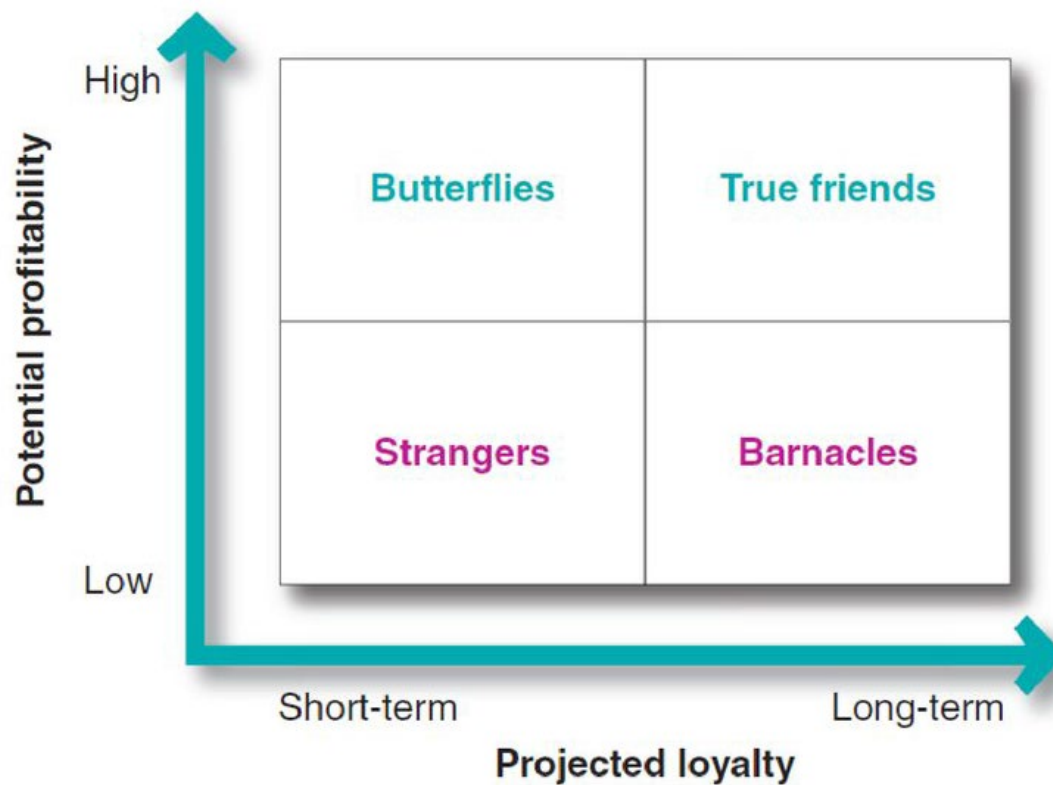 High
Butterflies
True friends
Potential profitability
Strangers
Barnacles
Low
Short-term
Long-term
Projected loyalty